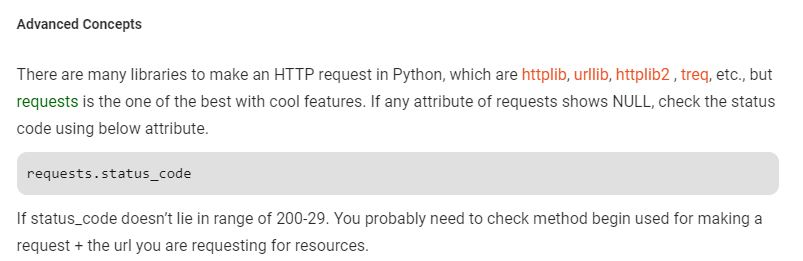 Advanced Concepts
There are many libraries to make an HTTP request in Python, which are httplib, urllib, httplib2 , treq, etc., but
requests is the one of the best with cool features. If any attribute of requests shows NULL, check the status
code using below attribute.
requests.status_code
If status_code doesn’t lie in range of 200-29. You probably need to check method begin used for making a
request + the url you are requesting for resources.